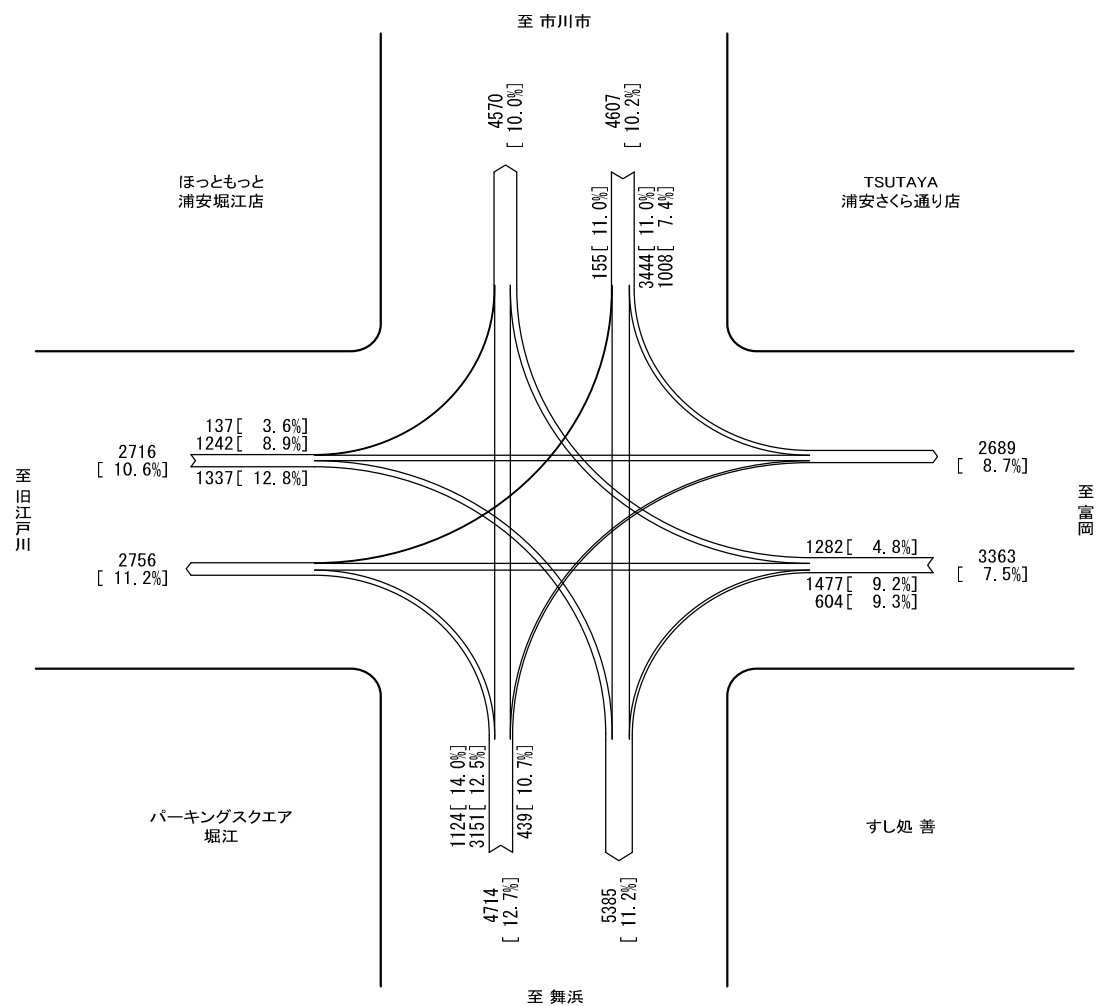 至 市川市
4570
[ 10.0%]
4607
[ 10.2%]
ほっともっと
浦安堀江店
TSUTAYA
浦安さくら通り店
155[ 11.0%]
3444[ 11.0%]
1008[ 7.4%]
137[ 3.6%]
1242[ 8.9%]
1337[ 12.8%]
2716
[ 10.6%]
2689
[ 8.7%]
至 旧江戸川
至 富岡
2756
[ 11.2%]
1282[ 4.8%]
1477[ 9.2%]
604[ 9.3%]
3363
[ 7.5%]
1124[ 14.0%]
3151[ 12.5%]
439[ 10.7%]
パーキングスクエア
堀江
すし処 善
4714
[ 12.7%]
5385
[ 11.2%]
至 舞浜